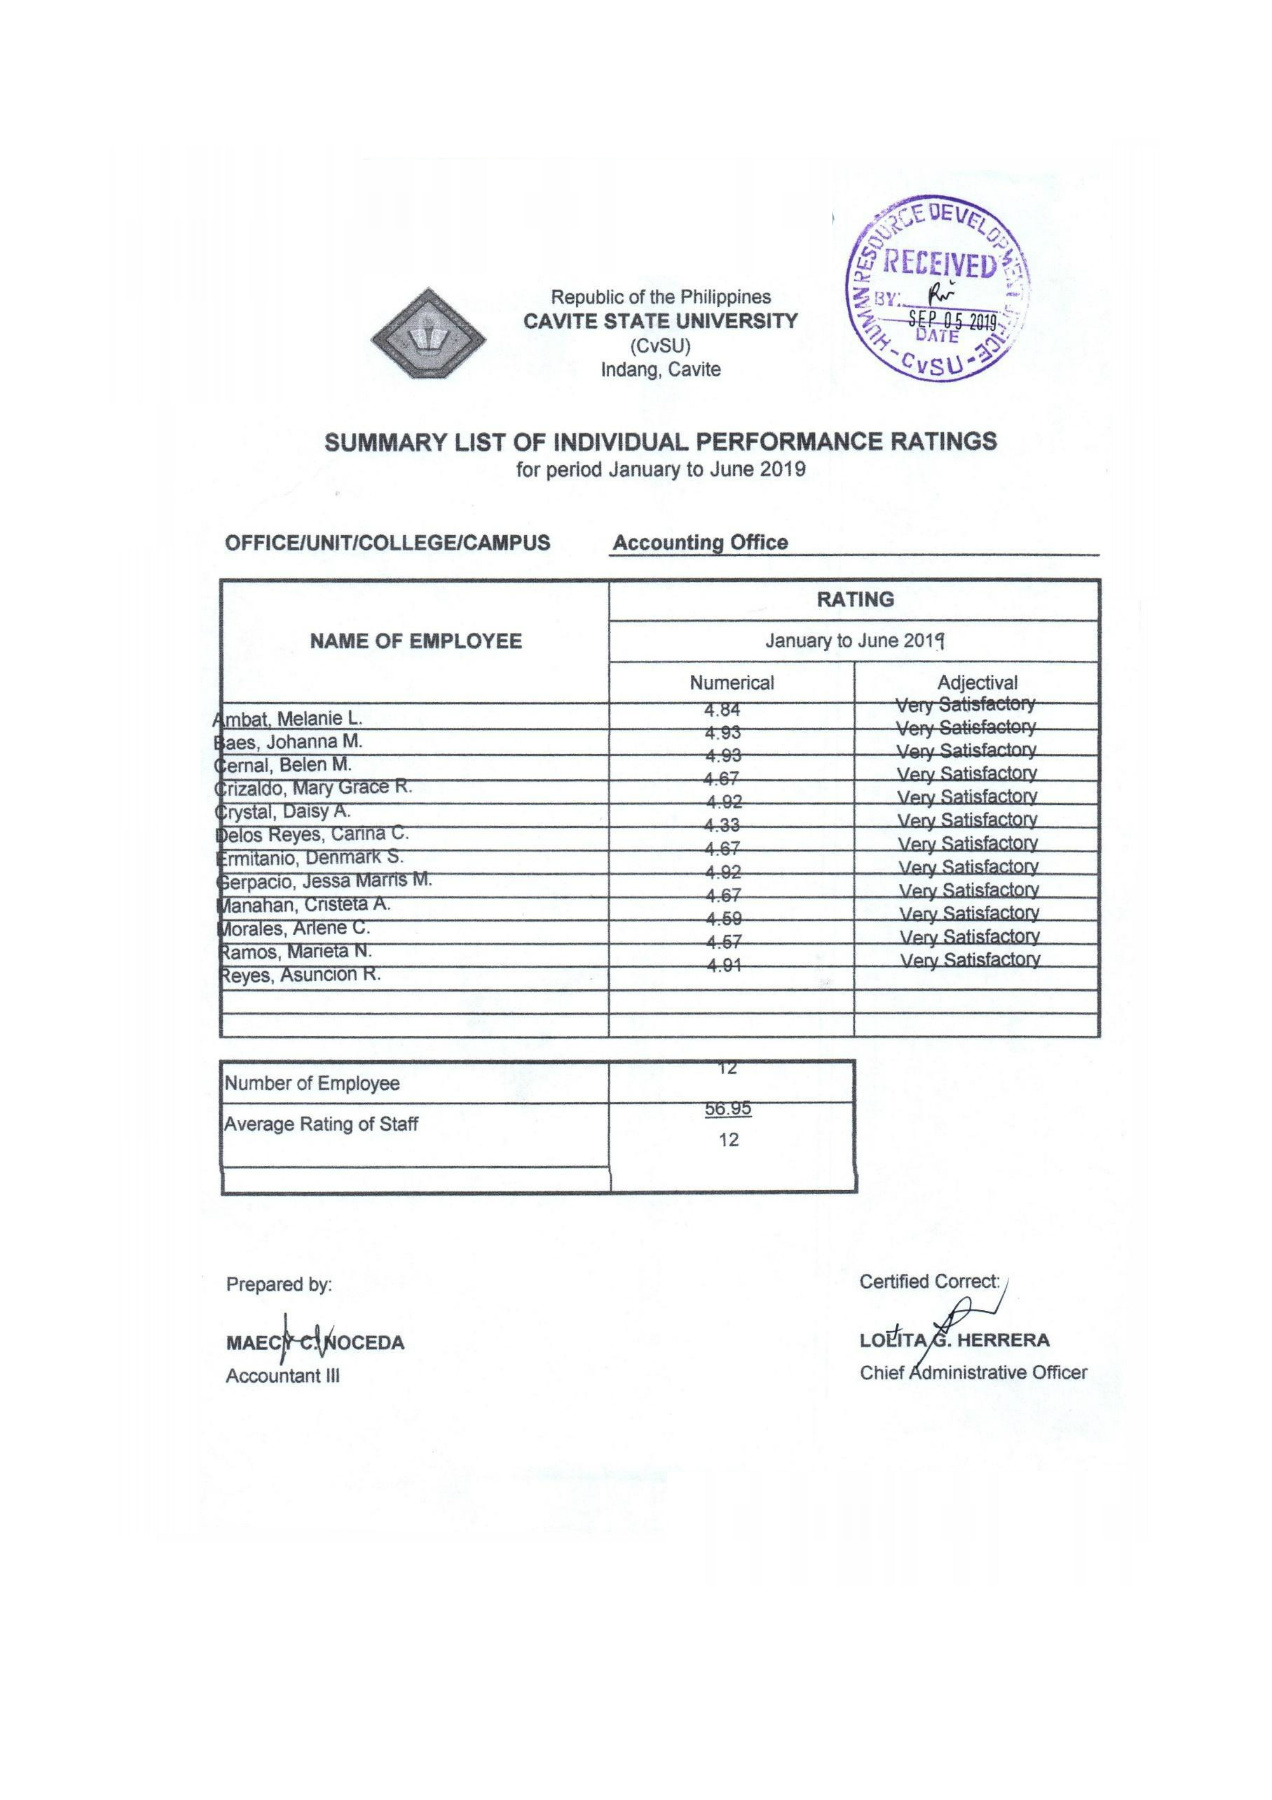 HUMAN RESOURCE DEVELOPMENT OFFICE
RECEIVED
BY:
SEP 05 2019
DATE
- CvSU -
Republic of the Philippines
CAVITE STATE UNIVERSITY
(CvSU)
Indang, Cavite
SUMMARY LIST OF INDIVIDUAL PERFORMANCE RATINGS
for period January to June 2019
OFFICE/UNIT/COLLEGE/CAMPUS Accounting Office
NAME OF EMPLOYEE RATING
January to June 2019
Numerical Adjectival
Ambat, Melanie L. 4.84 Very Satisfactory
Baes, Johanna M. 4.93 Very Satisfactory
Cernal, Belen M. 4.93 Very Satisfactory
Crizaldo, Mary Grace R. 4.67 Very Satisfactory
Crystal, Daisy A. 4.92 Very Satisfactory
Delos Reyes, Carina C. 4.33 Very Satisfactory
Ermitanio, Denmark S. 4.67 Very Satisfactory
Gerpacio, Jessa Marris M. 4.92 Very Satisfactory
Manahan, Cristeta A. 4.67 Very Satisfactory
Morales, Arlene C. 4.59 Very Satisfactory
Ramos, Marieta N. 4.57 Very Satisfactory
Reyes, Asuncion R. 4.91 Very Satisfactory
Number of Employee 12
Average Rating of Staff 56.95
12
Prepared by: Certified Correct:
MAECY C. NOCEDA LOLITA G. HERRERA
Accountant III Chief Administrative Officer